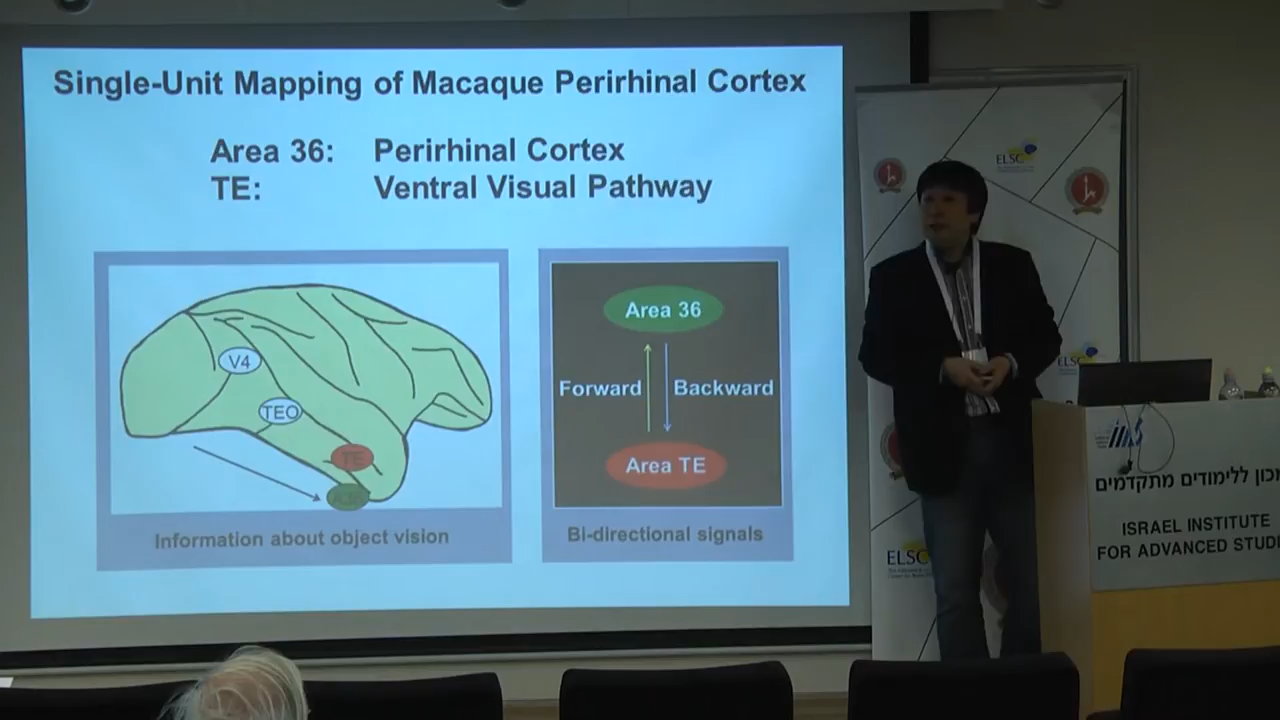 Single-Unit Mapping of Macaque Perirhinal Cortex
Area 36: Perirhinal Cortex
TE: Ventral Visual Pathway
V4
TEO
TE
Information about object vision
Area 36
Forward Backward
Area TE
Bi-directional signals
ELSC
ELSC
ELSC
מכון ללימודים מתקדמים
ISRAEL INSTITUTE
FOR ADVANCED STUDI